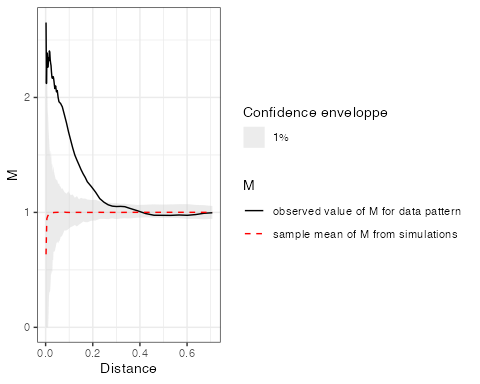 2
1
0
M
0.0 0.2 0.4 0.6
Distance
Confidence enveloppe
1%
M
observed value of M for data pattern
sample mean of M from simulations